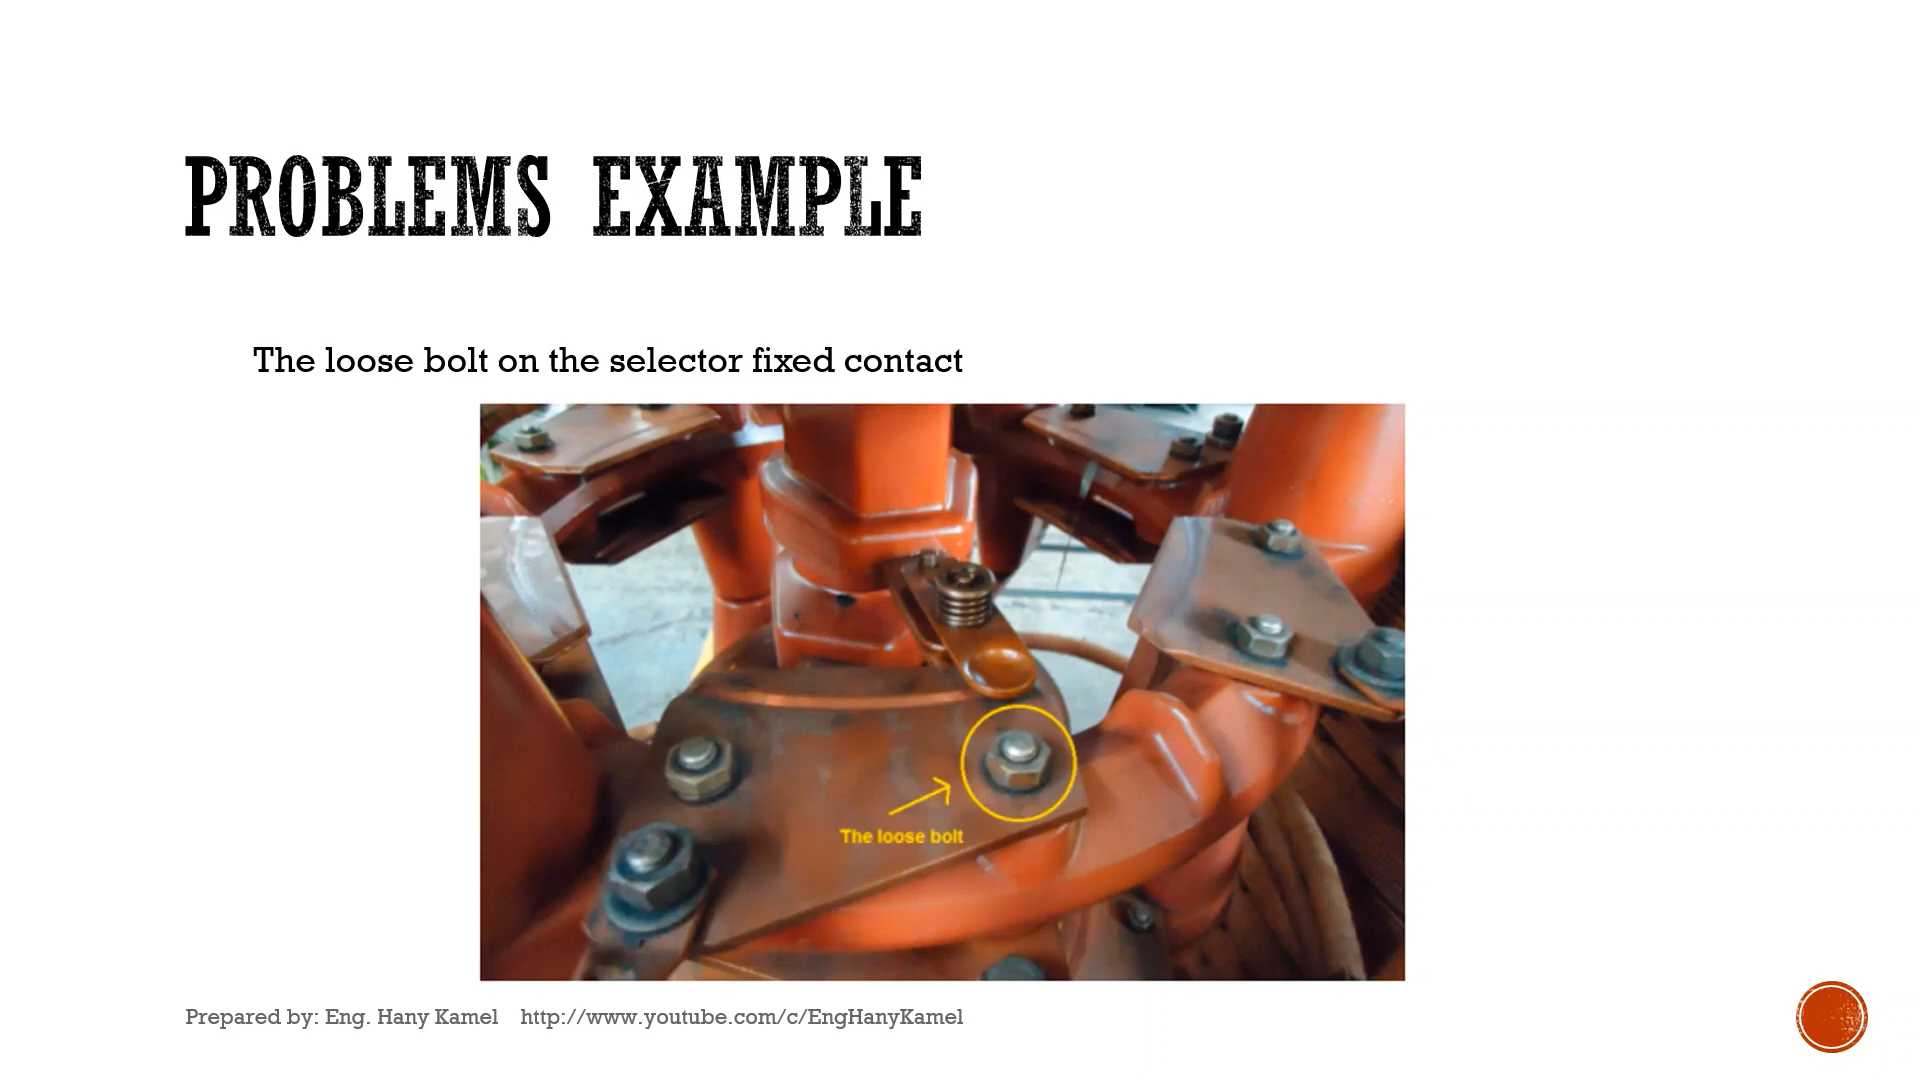 PROBLEMS EXAMPLE
The loose bolt on the selector fixed contact
The loose bolt
Prepared by: Eng. Hany Kamel http://www.youtube.com/c/EngHanyKamel